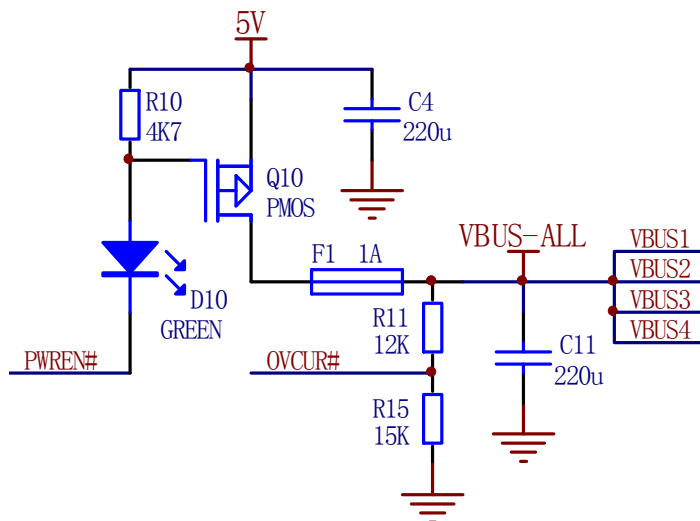 5V
R10
4K7
C4
220u
Q10
PMOS
VBUS-ALL
VBUS1
VBUS2
VBUS3
VBUS4
F1 1A
D10
GREEN
R11
12K
C11
220u
PWREN#
OVCUR#
R15
15K